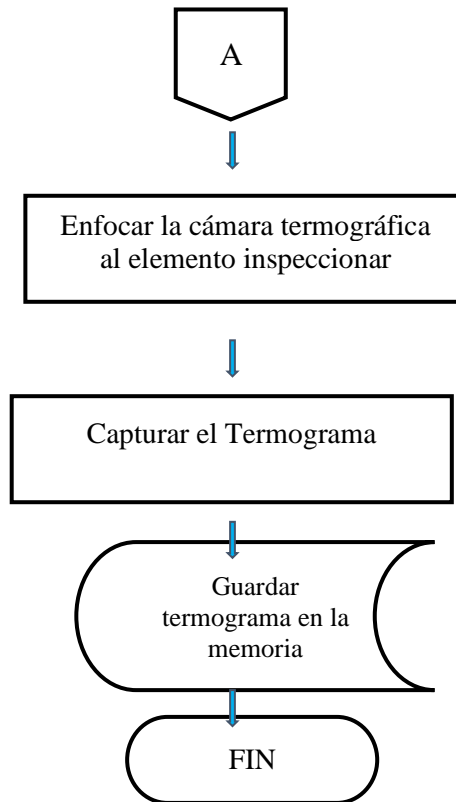 A
Enfocar la cámara termográfica
al elemento inspeccionar
Capturar el Termograma
Guardar
termograma en la
memoria
FIN